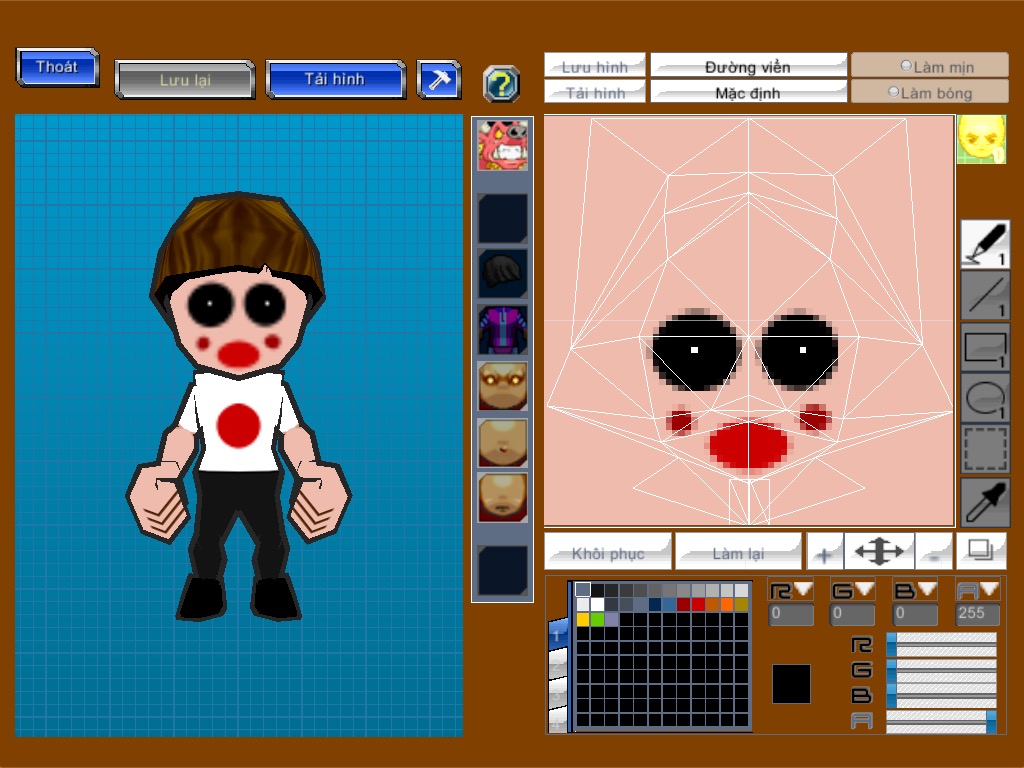 Thoát
Lưu lại
Tải hình
Lưu hình
Đường viền
Làm mịn
Tải hình
Mặc định
Làm bóng
1
1
1
1
Khôi phục
Làm lại
R G B A
0 0 0 255
1
R
G
B
A